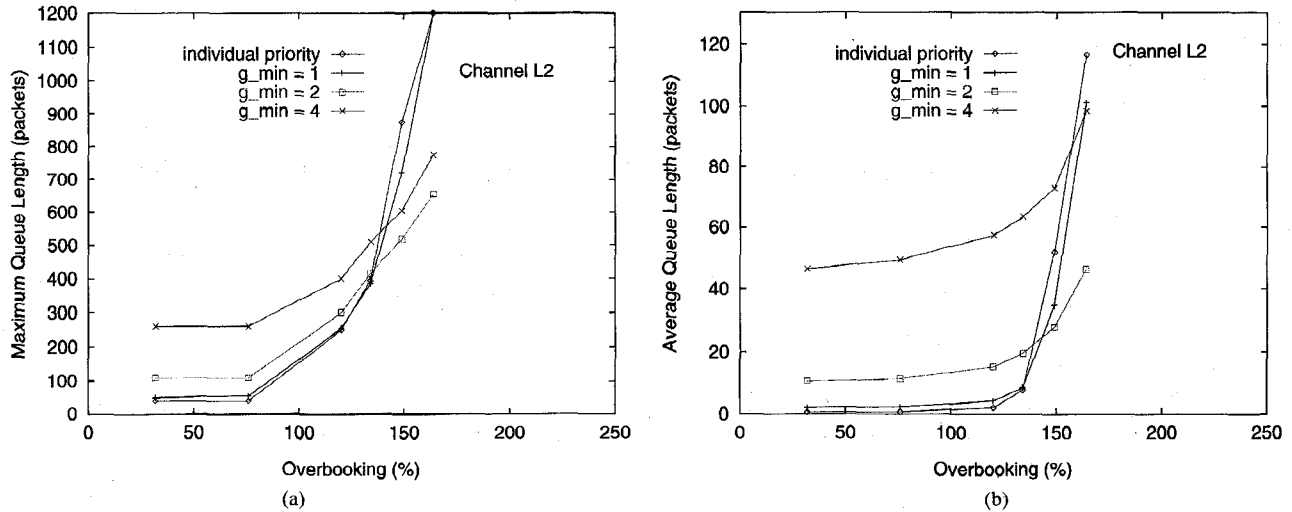 1200
1100
1000
900
800
700
600
500
400
300
200
100
0
Maximum Queue Length (packets)
individual priority
g_min = 1
g_min = 2
g_min = 4
Channel L2
0
50
100
150
200
250
Overbooking (%)
(a)
120
100
80
60
40
20
0
Average Queue Length (packets)
individual priority
g_min = 1
g_min = 2
g_min = 4
Channel L2
0
50
100
150
200
250
Overbooking (%)
(b)